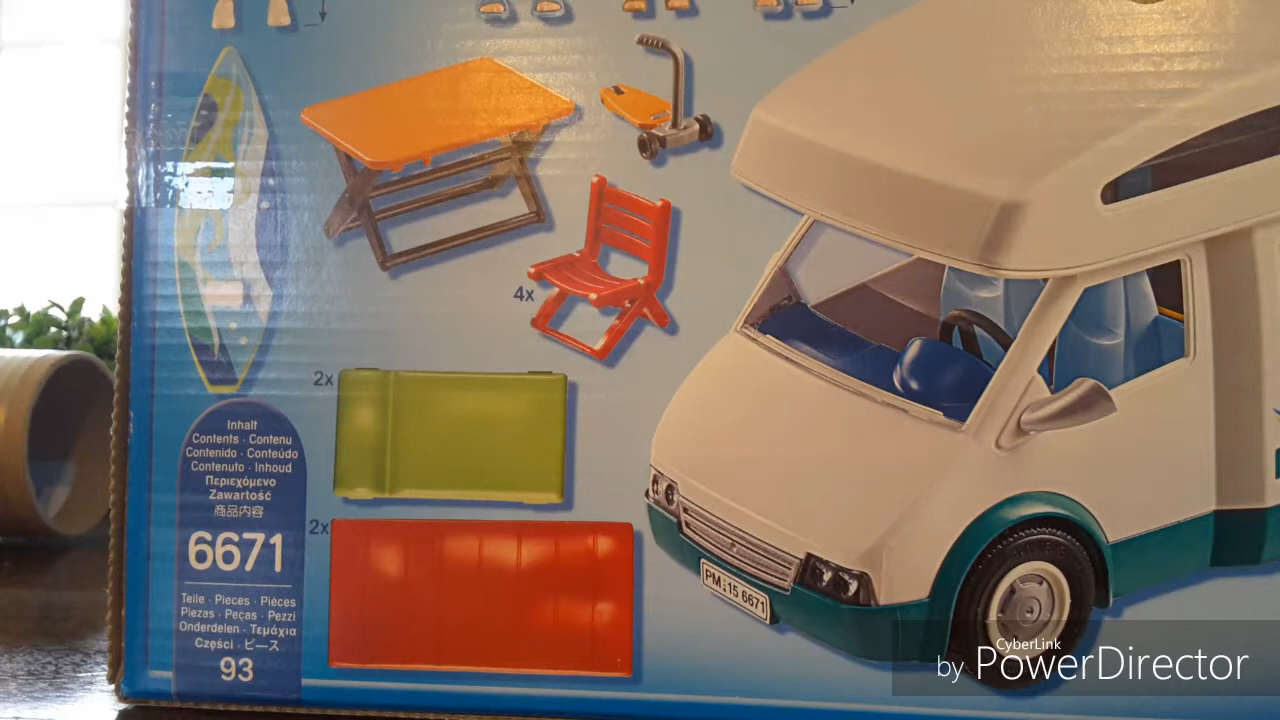 4x
2x
2x
Inhalt
Contents · Contenu
Contenido · Conteúdo
Contenuto · Inhoud
Περιεχόμενο
Zawartość
商品内容
6671
Teile · Pieces · Pièces
Piezas · Peças · Pezzi
Onderdelen · Τεμάχια
Części · ピース
93
PM:15 6671
CyberLink
by PowerDirector